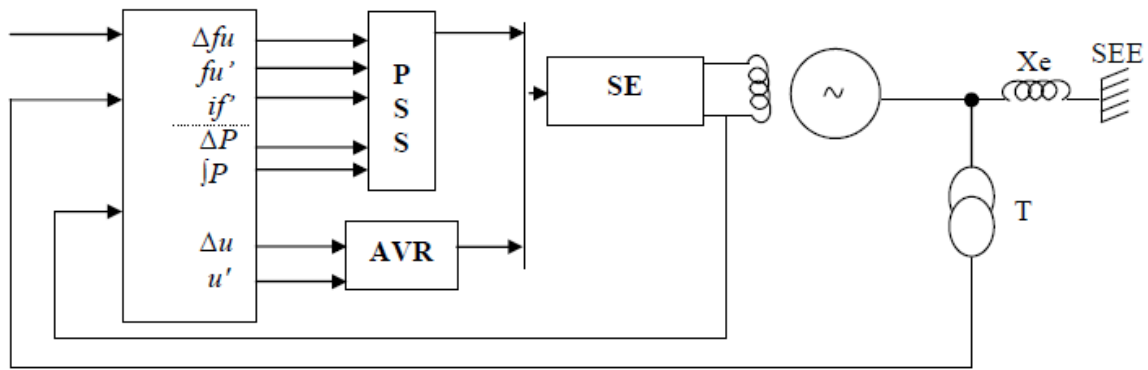 Δfu
fu'
if'
ΔP
∫P
Δu
u'
P
S
S
AVR
SE
~
Xe
SEE
T